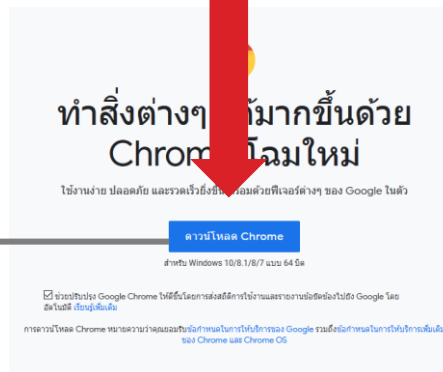 ทำสิ่งต่างๆ ได้มากขึ้นด้วย
Chrome โฉมใหม่
ใช้งานง่าย ปลอดภัย และรวดเร็วยิ่งขึ้น พร้อมด้วยฟีเจอร์ต่างๆ ของ Google ในตัว
ดาวน์โหลด Chrome
สำหรับ Windows 10/8.1/8/7 แบบ 64 บิต
ช่วยปรับปรุง Google Chrome ให้ดีขึ้นโดยการส่งสถิติการใช้งานและรายงานข้อขัดข้องไปยัง Google โดย
อัตโนมัติ เรียนรู้เพิ่มเติม
การดาวน์โหลด Chrome หมายความว่าคุณยอมรับข้อกำหนดในการให้บริการของ Google รวมถึงข้อกำหนดในการให้บริการเพิ่มเติม
ของ Chrome และ Chrome OS